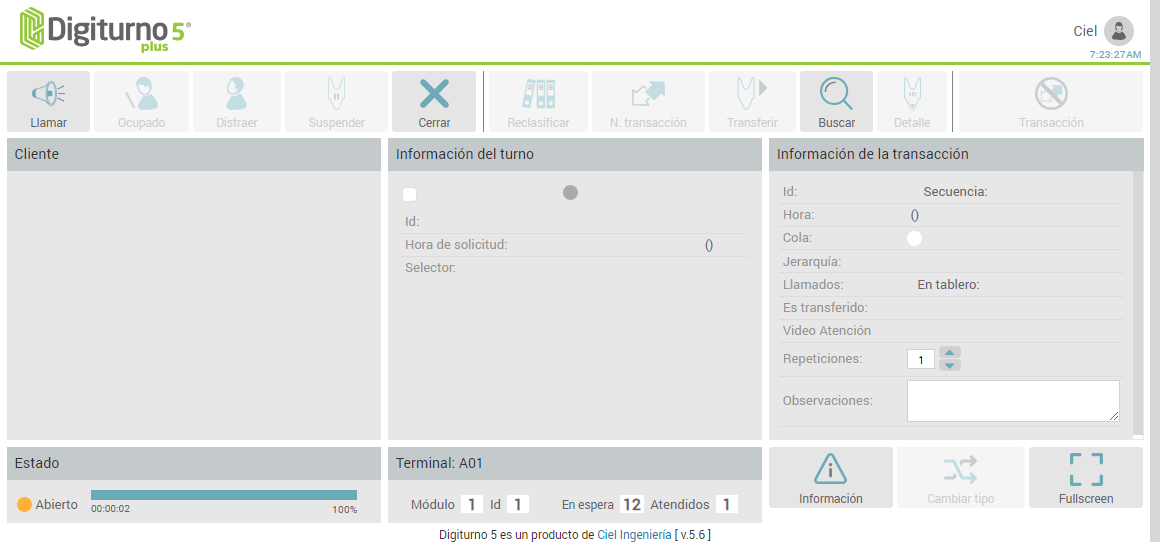 Digiturno 5®
plus
Ciel
7:23:27 AM
Llamar
Ocupado
Distraer
Suspender
Cerrar
Reclasificar
N. transacción
Transferir
Buscar
Detalle
Transacción
Cliente
Información del turno
Id:
Hora de solicitud: ()
Selector:
Información de la transacción
Id: Secuencia:
Hora: ()
Cola:
Jerarquía:
Llamados: En tablero:
Es transferido:
Video Atención
Repeticiones: 1
Observaciones:
Estado
Abierto
00:00:02 100%
Terminal: A01
Módulo 1 Id 1 En espera 12 Atendidos 1
Información
Cambiar tipo
Fullscreen
Digiturno 5 es un producto de Ciel Ingeniería [ v.5.6 ]